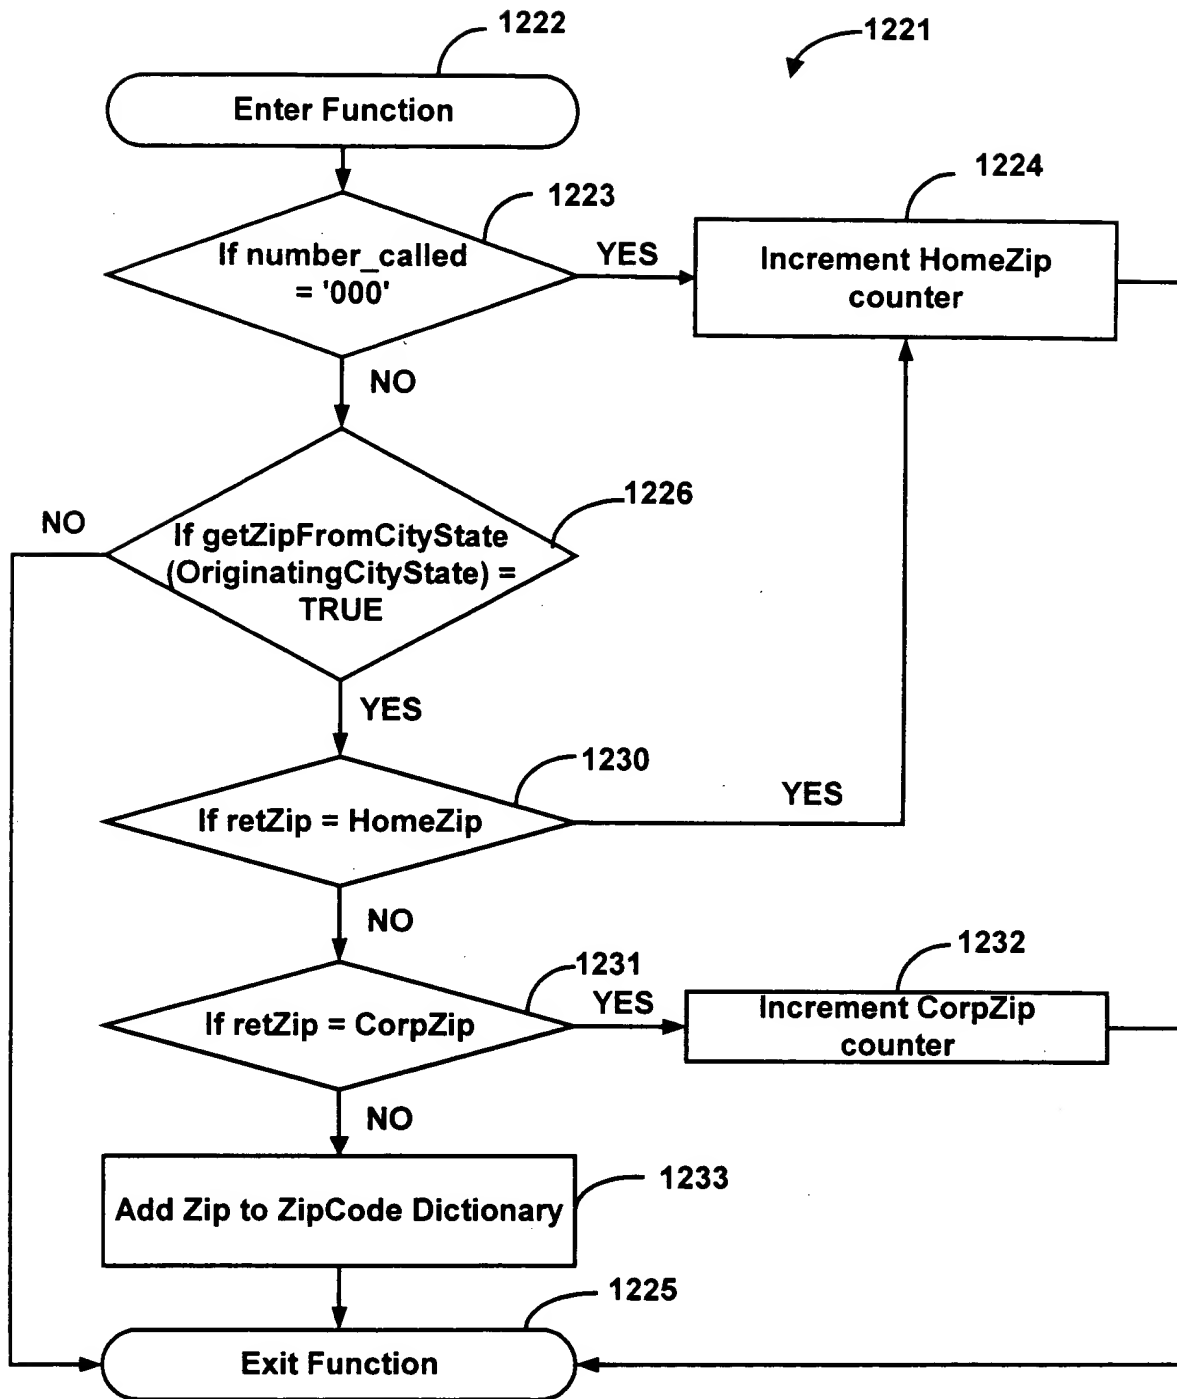 1222
1221
Enter Function
1223
1224
If number_called
= '000'
YES
Increment HomeZip
counter
NO
1226
NO
If getZipFromCityState
(OriginatingCityState) =
TRUE
YES
1230
If retZip = HomeZip
YES
NO
1231
1232
If retZip = CorpZip
YES
Increment CorpZip
counter
NO
1233
Add Zip to ZipCode Dictionary
1225
Exit Function